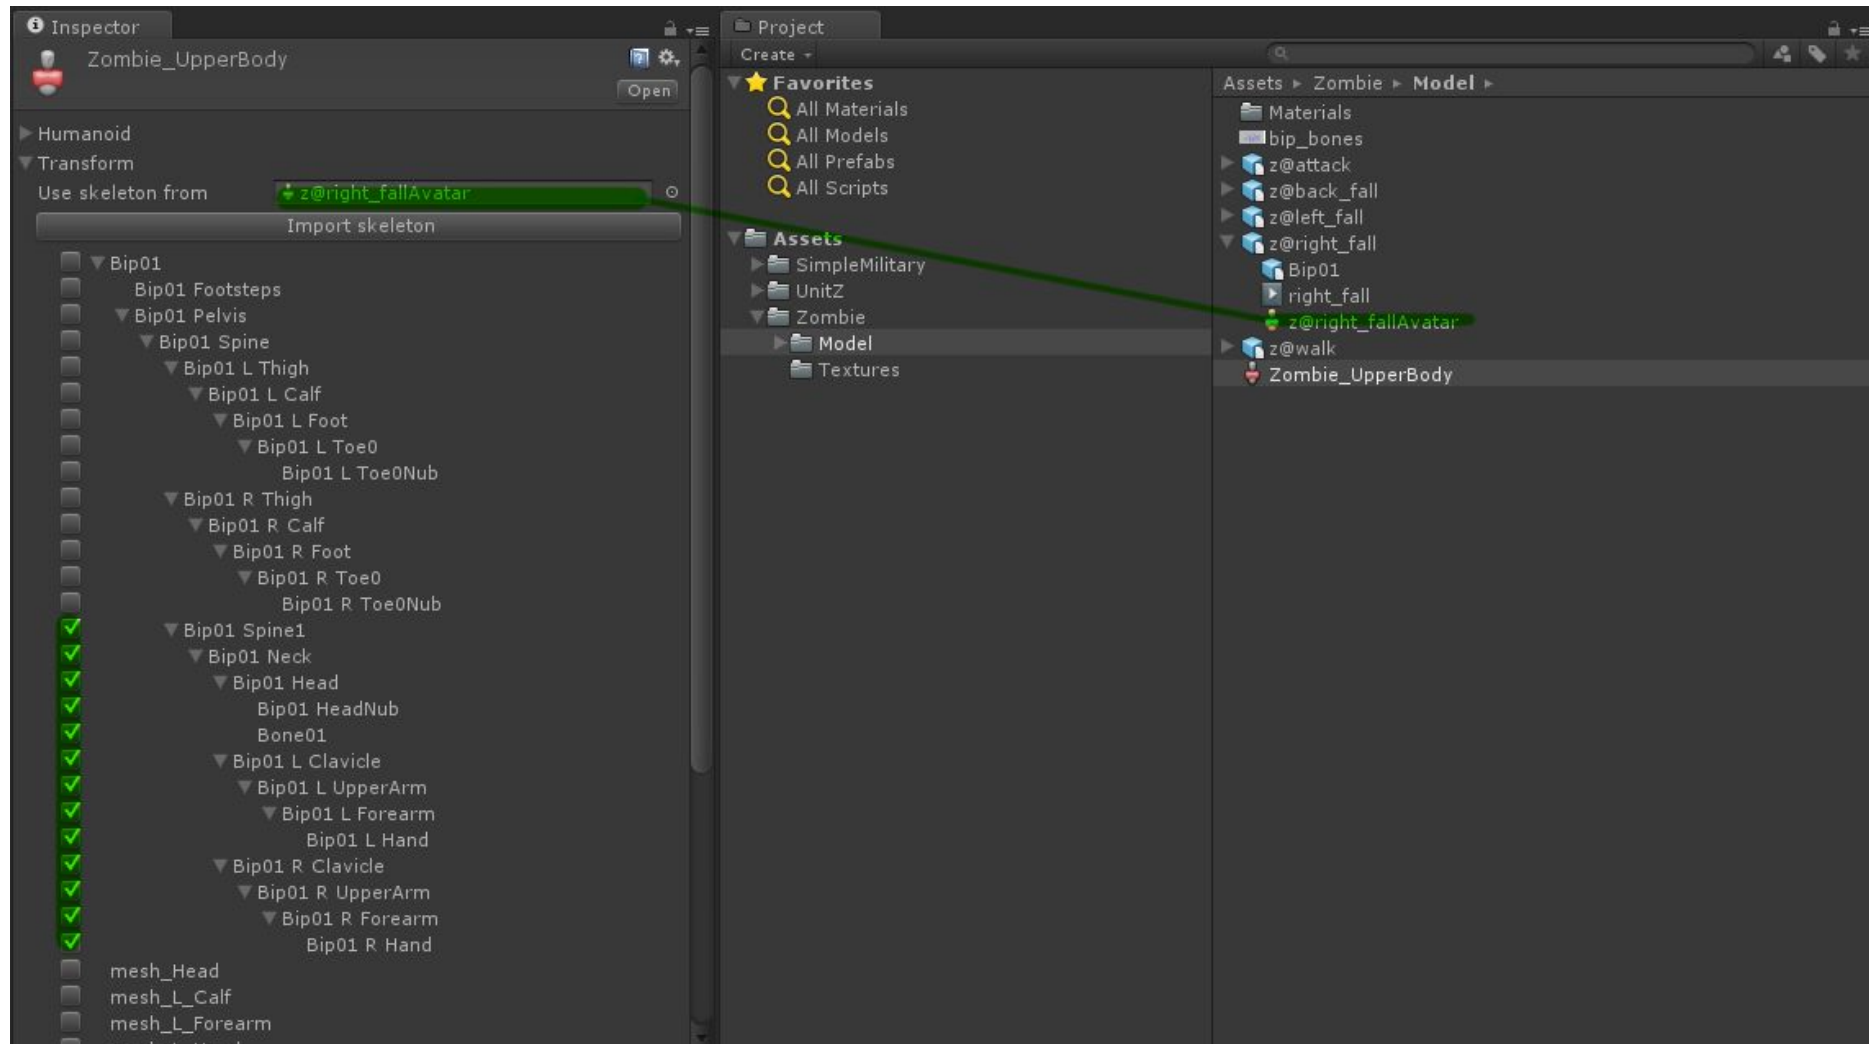 Inspector
Zombie_UpperBody
Open
Humanoid
Transform
Use skeleton from z@right_fallAvatar
Import skeleton
Bip01
Bip01 Footsteps
Bip01 Pelvis
Bip01 Spine
Bip01 L Thigh
Bip01 L Calf
Bip01 L Foot
Bip01 L Toe0
Bip01 L Toe0Nub
Bip01 R Thigh
Bip01 R Calf
Bip01 R Foot
Bip01 R Toe0
Bip01 R Toe0Nub
Bip01 Spine1
Bip01 Neck
Bip01 Head
Bip01 HeadNub
Bone01
Bip01 L Clavicle
Bip01 L UpperArm
Bip01 L Forearm
Bip01 L Hand
Bip01 R Clavicle
Bip01 R UpperArm
Bip01 R Forearm
Bip01 R Hand
mesh_Head
mesh_L_Calf
mesh_L_Forearm
Project
Create
Favorites
All Materials
All Models
All Prefabs
All Scripts
Assets
SimpleMilitary
UnitZ
Zombie
Model
Textures
Assets ▸ Zombie ▸ Model ▸
Materials
bip_bones
z@attack
z@back_fall
z@left_fall
z@right_fall
Bip01
right_fall
z@right_fallAvatar
z@walk
Zombie_UpperBody